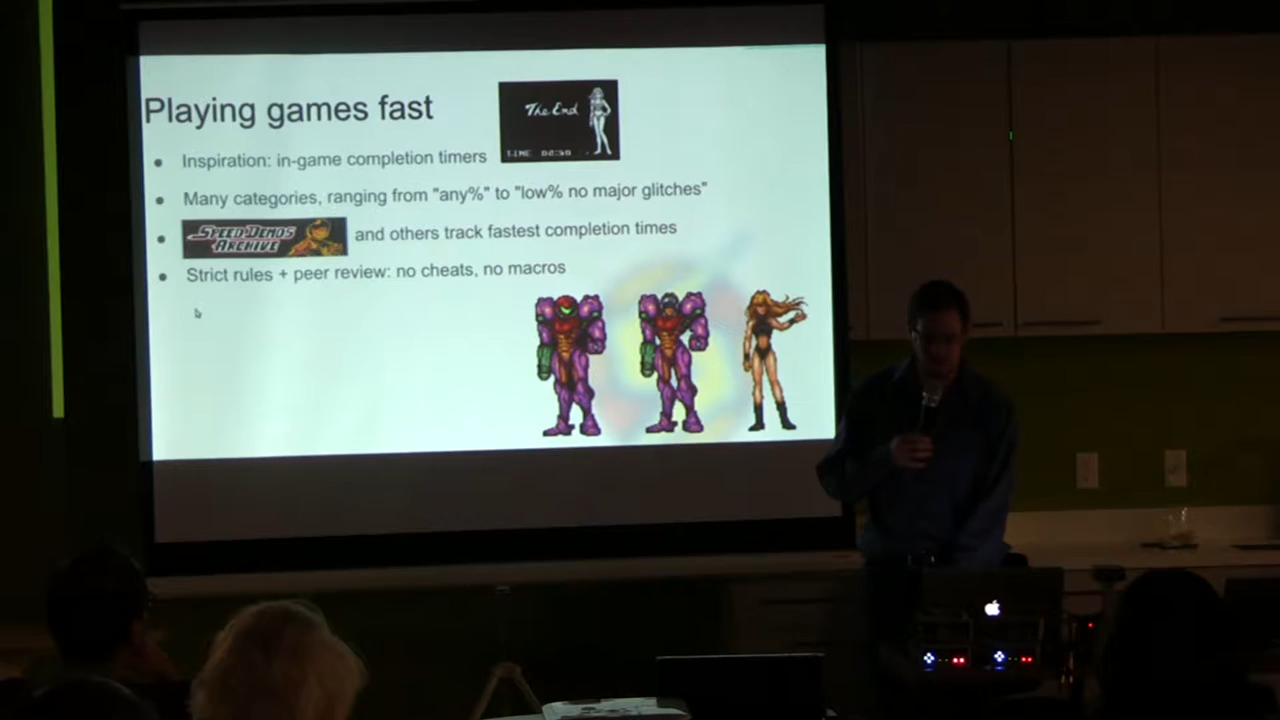 Playing games fast
The End
TIME 02:50
Inspiration: in-game completion timers
Many categories, ranging from "any%" to "low% no major glitches"
SPEED DEMOS ARCHIVE and others track fastest completion times
Strict rules + peer review: no cheats, no macros